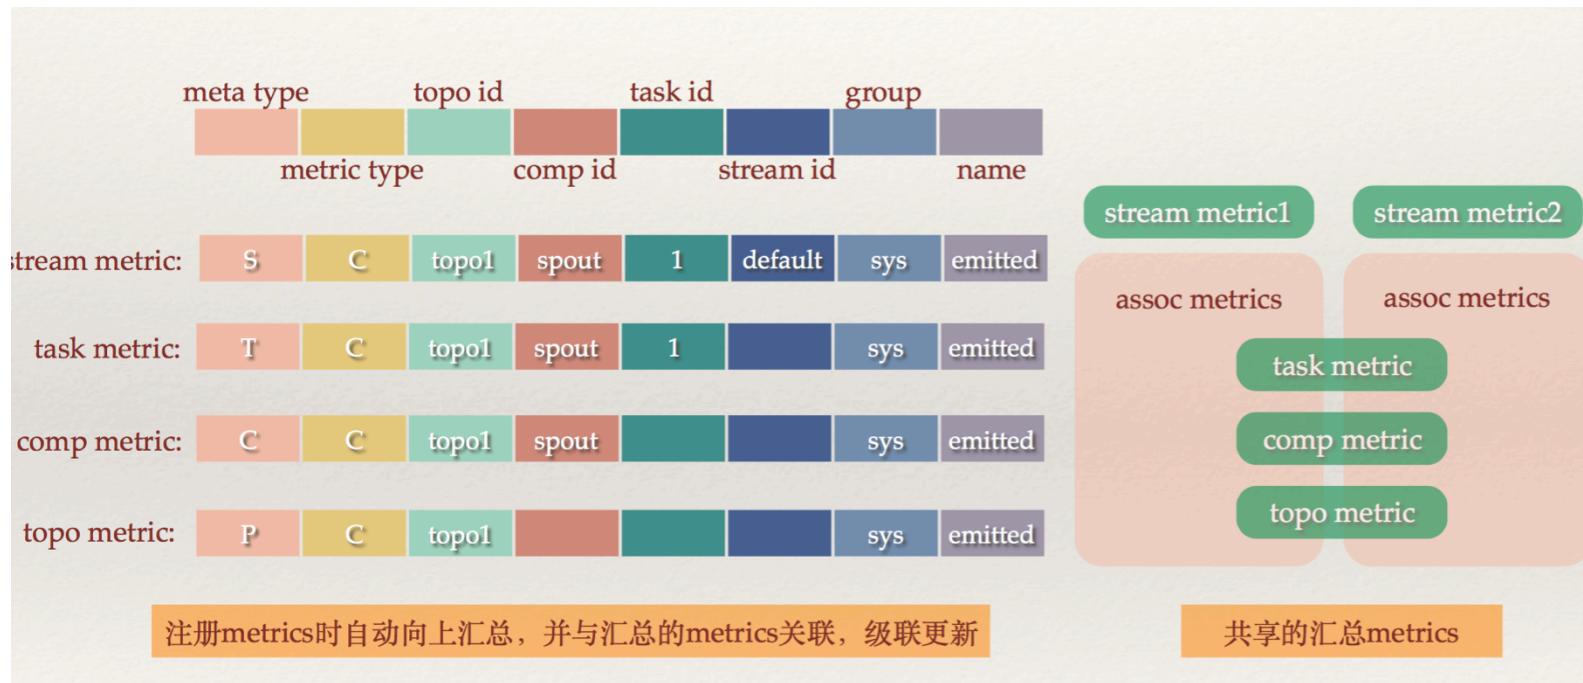 meta type topo id task id group
metric type comp id stream id name
stream metric1 stream metric2
tream metric: S C topo1 spout 1 default sys emitted
assoc metrics assoc metrics
task metric: T C topo1 spout 1 sys emitted
task metric
comp metric: C C topo1 spout sys emitted
comp metric
topo metric: P C topo1 sys emitted
topo metric
注册metrics时自动向上汇总，并与汇总的metrics关联，级联更新
共享的汇总metrics